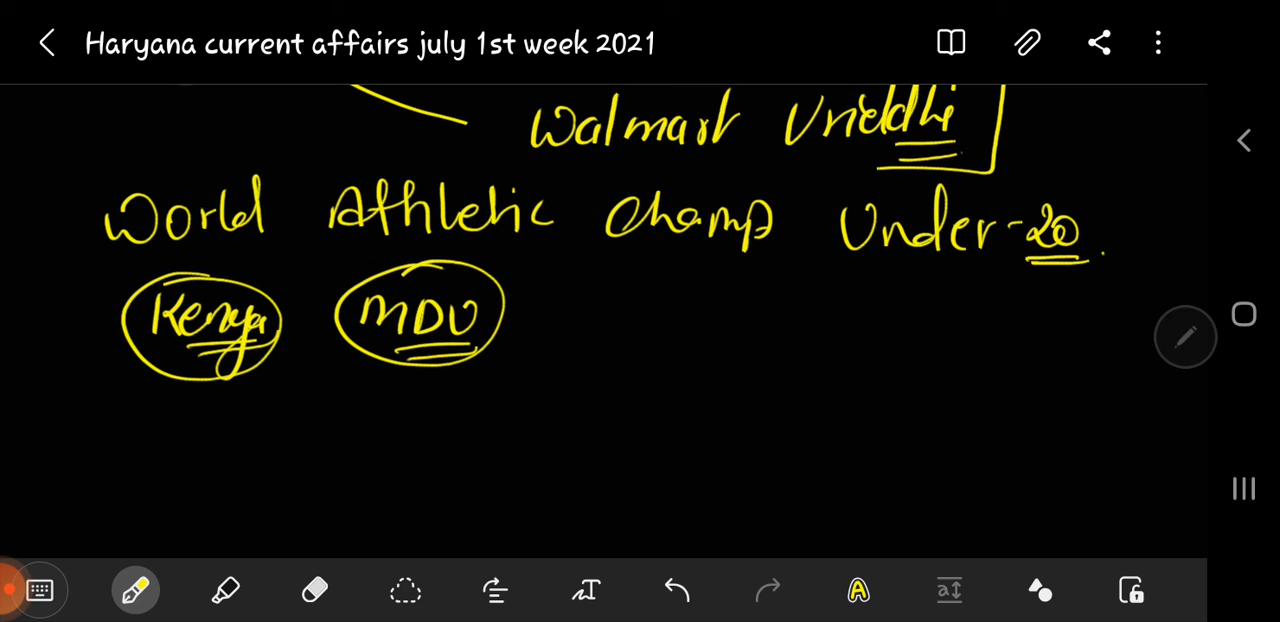 Haryana current affairs july 1st week 2021
Walmart Vriddhi
World Athletic Champ Under-20.
Kenya MDU